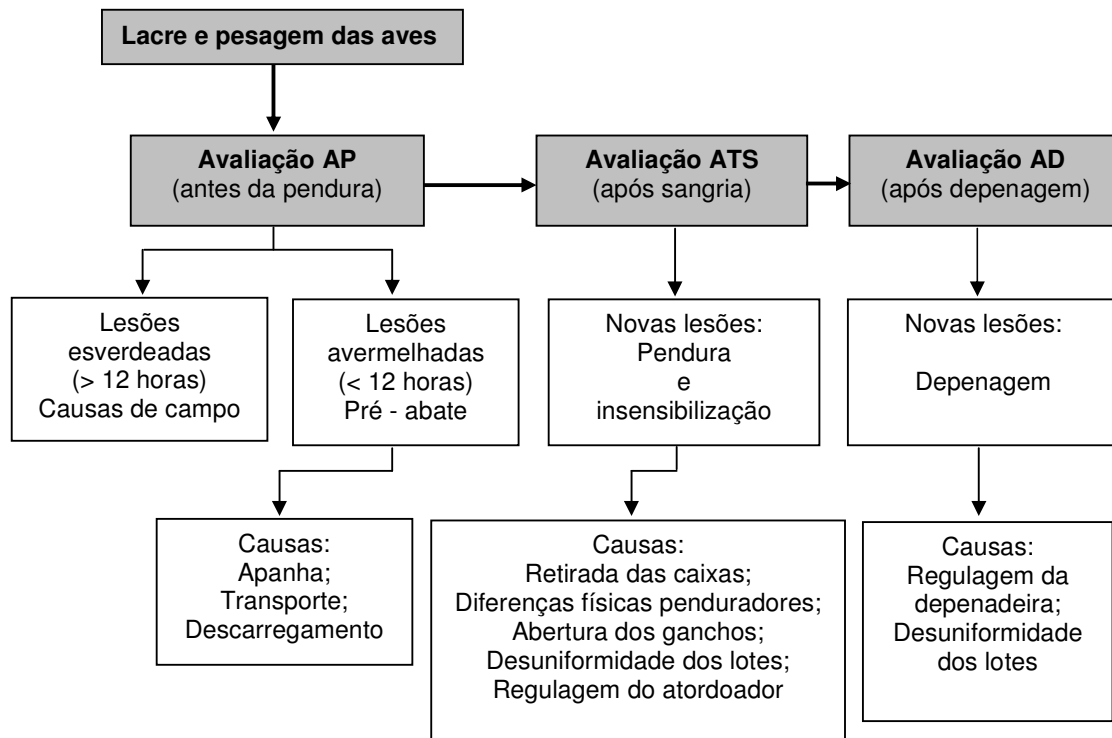 Lacre e pesagem das aves
Avaliação AP
(antes da pendura)
Avaliação ATS
(após sangria)
Avaliação AD
(após depenagem)
Lesões
esverdeadas
(> 12 horas)
Causas de campo
Lesões
avermelhadas
(< 12 horas)
Pré - abate
Novas lesões:
Pendura
e
insensibilização
Novas lesões:
Depenagem
Causas:
Apanha;
Transporte;
Descarregamento
Causas:
Retirada das caixas;
Diferenças físicas penduradores;
Abertura dos ganchos;
Desuniformidade dos lotes;
Regulagem do atordoador
Causas:
Regulagem da
depenadeira;
Desuniformidade
dos lotes